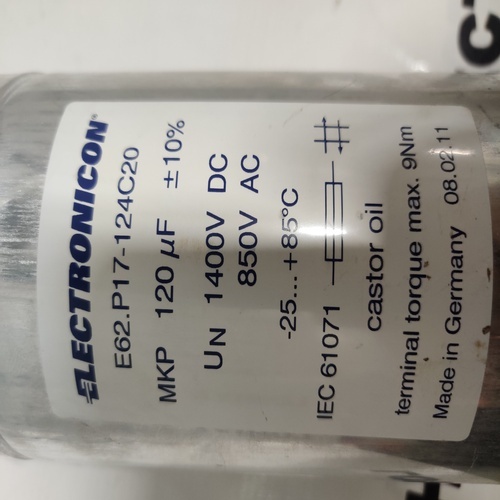 ELECTRONICON
E62.P17-124C20
MKP 120 µF ±10%
UN 1400V DC
850V AC
-25...+85°C
IEC 61071
castor oil
terminal torque max. 9Nm
Made in Germany 08.02.11